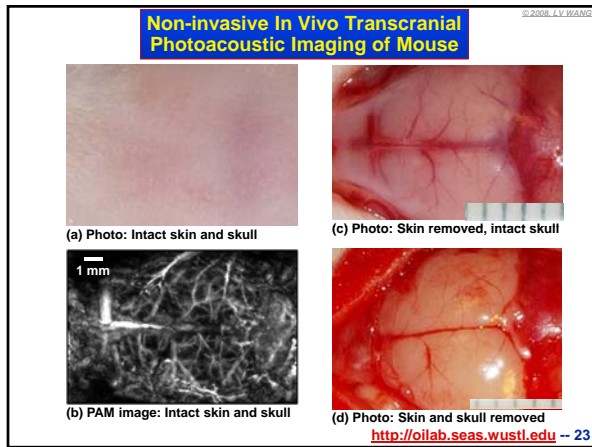 © 2008, LV WANG
Non-invasive In Vivo Transcranial
Photoacoustic Imaging of Mouse
(a) Photo: Intact skin and skull
(c) Photo: Skin removed, intact skull
1 mm
(b) PAM image: Intact skin and skull
(d) Photo: Skin and skull removed
http://oilab.seas.wustl.edu -- 23